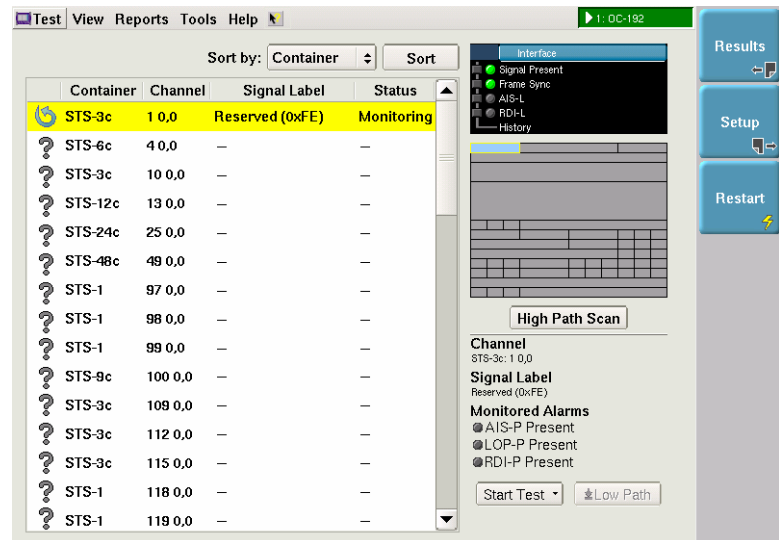 Test View Reports Tools Help
1: OC-192
Sort by: Container Sort
Container Channel Signal Label Status
STS-3c 1 0,0 Reserved (0xFE) Monitoring
STS-6c 4 0,0 – –
STS-3c 10 0,0 – –
STS-12c 13 0,0 – –
STS-24c 25 0,0 – –
STS-48c 49 0,0 – –
STS-1 97 0,0 – –
STS-1 98 0,0 – –
STS-1 99 0,0 – –
STS-9c 100 0,0 – –
STS-3c 109 0,0 – –
STS-3c 112 0,0 – –
STS-3c 115 0,0 – –
STS-1 118 0,0 – –
STS-1 119 0,0 – –
Interface
Signal Present
Frame Sync
AIS-L
RDI-L
History
High Path Scan
Channel
STS-3c: 1 0,0
Signal Label
Reserved (0xFE)
Monitored Alarms
AIS-P Present
LOP-P Present
RDI-P Present
Start Test Low Path
Results
Setup
Restart